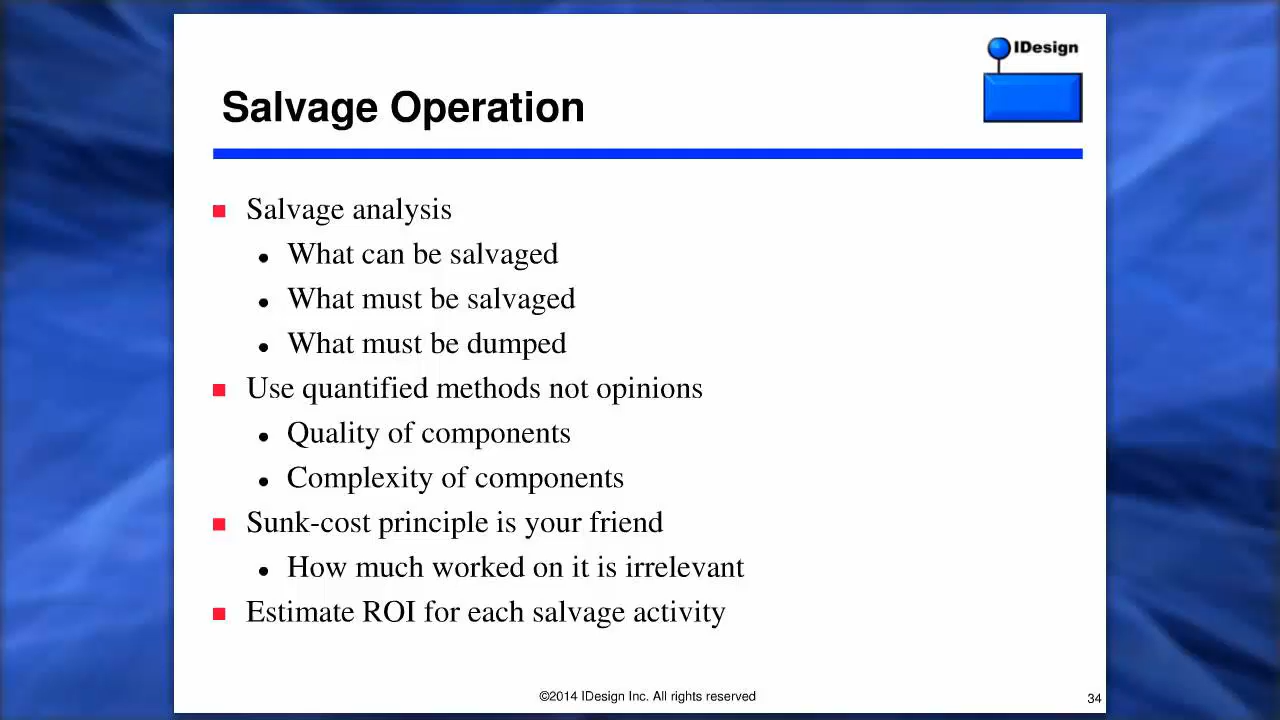 IDesign
Salvage Operation
Salvage analysis
What can be salvaged
What must be salvaged
What must be dumped
Use quantified methods not opinions
Quality of components
Complexity of components
Sunk-cost principle is your friend
How much worked on it is irrelevant
Estimate ROI for each salvage activity
©2014 IDesign Inc. All rights reserved
34